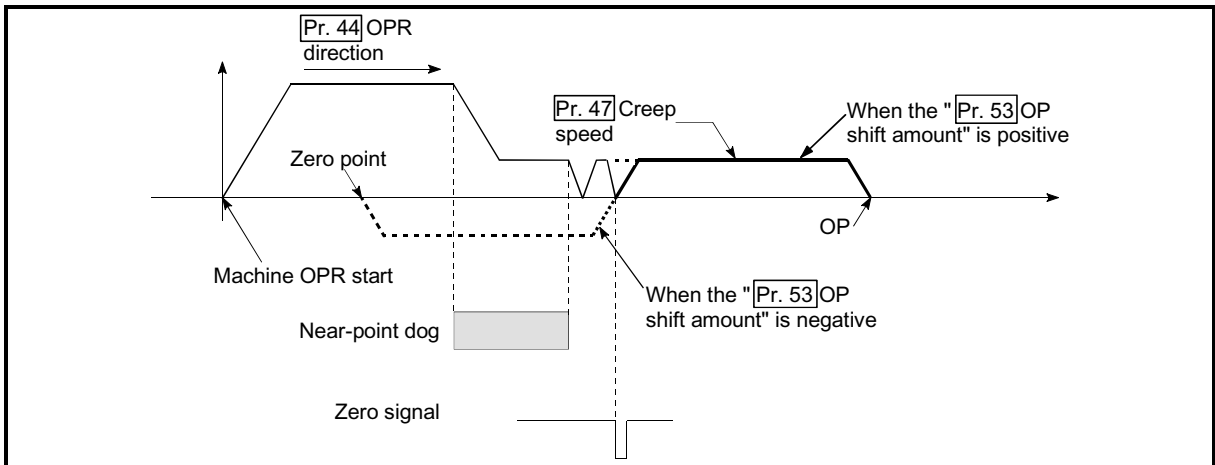 Pr. 44 OPR
direction
Pr. 47 Creep
speed
When the " Pr. 53 OP
shift amount" is positive
Zero point
OP
Machine OPR start
When the " Pr. 53 OP
shift amount" is negative
Near-point dog
Zero signal